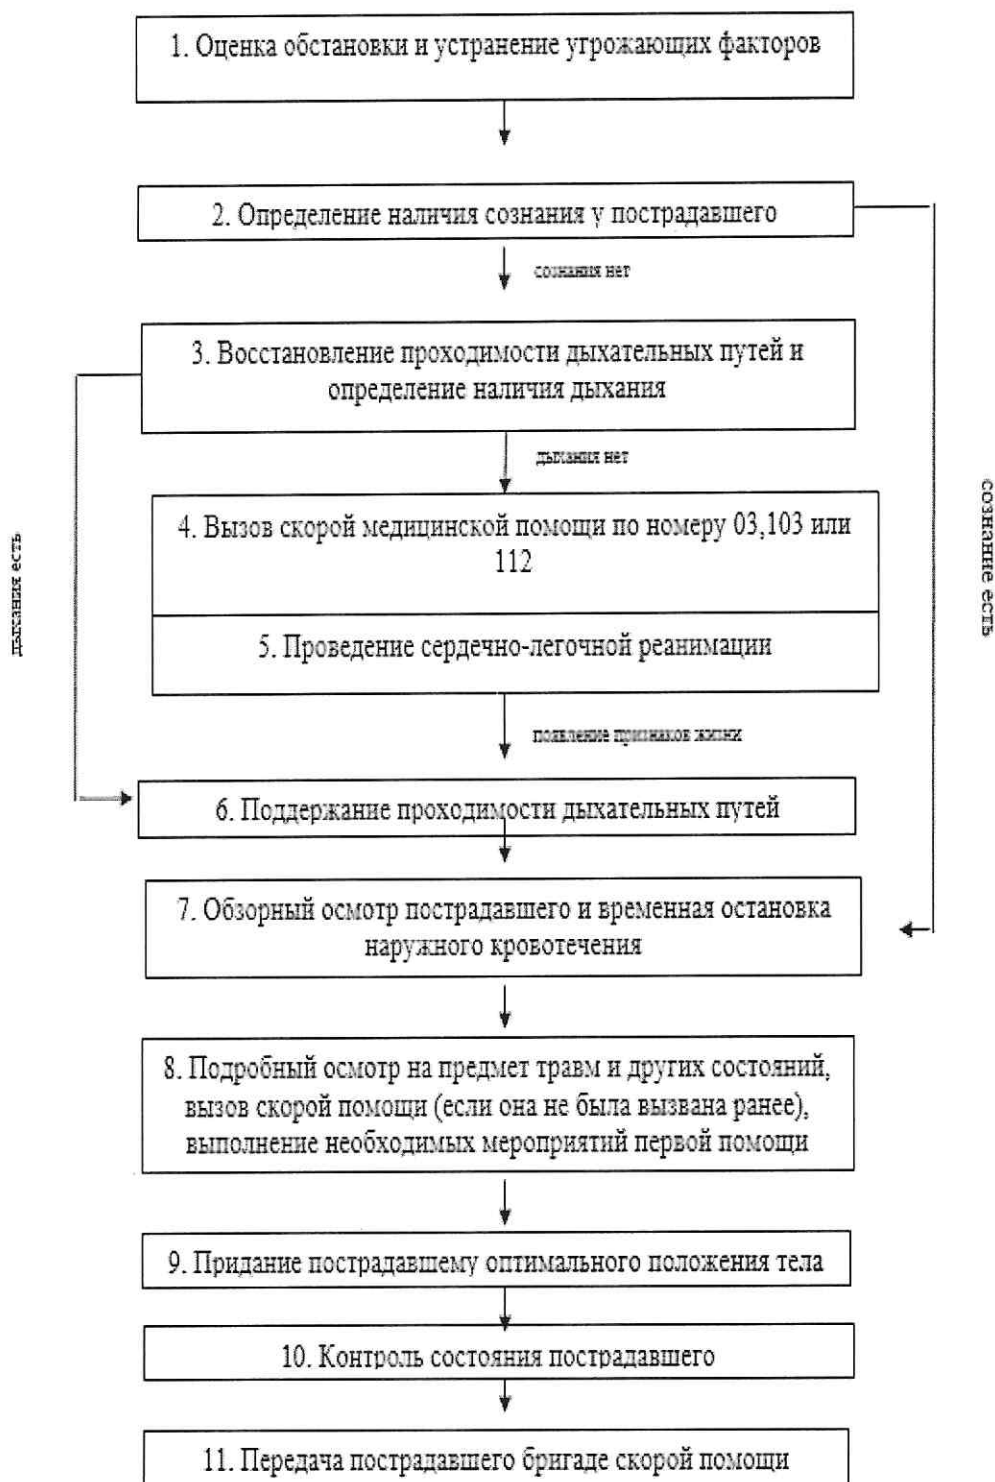 1. Оценка обстановки и устранение угрожающих факторов
2. Определение наличия сознания у пострадавшего
сознания нет
3. Восстановление проходимости дыхательных путей и
определение наличия дыхания
дыхания нет
4. Вызов скорой медицинской помощи по номеру 03,103 или
112
5. Проведение сердечно-легочной реанимации
появление признаков жизни
дыхания есть
сознание есть
6. Поддержание проходимости дыхательных путей
7. Обзорный осмотр пострадавшего и временная остановка
наружного кровотечения
8. Подробный осмотр на предмет травм и других состояний,
вызов скорой помощи (если она не была вызвана ранее),
выполнение необходимых мероприятий первой помощи
9. Придание пострадавшему оптимального положения тела
10. Контроль состояния пострадавшего
11. Передача пострадавшего бригаде скорой помощи